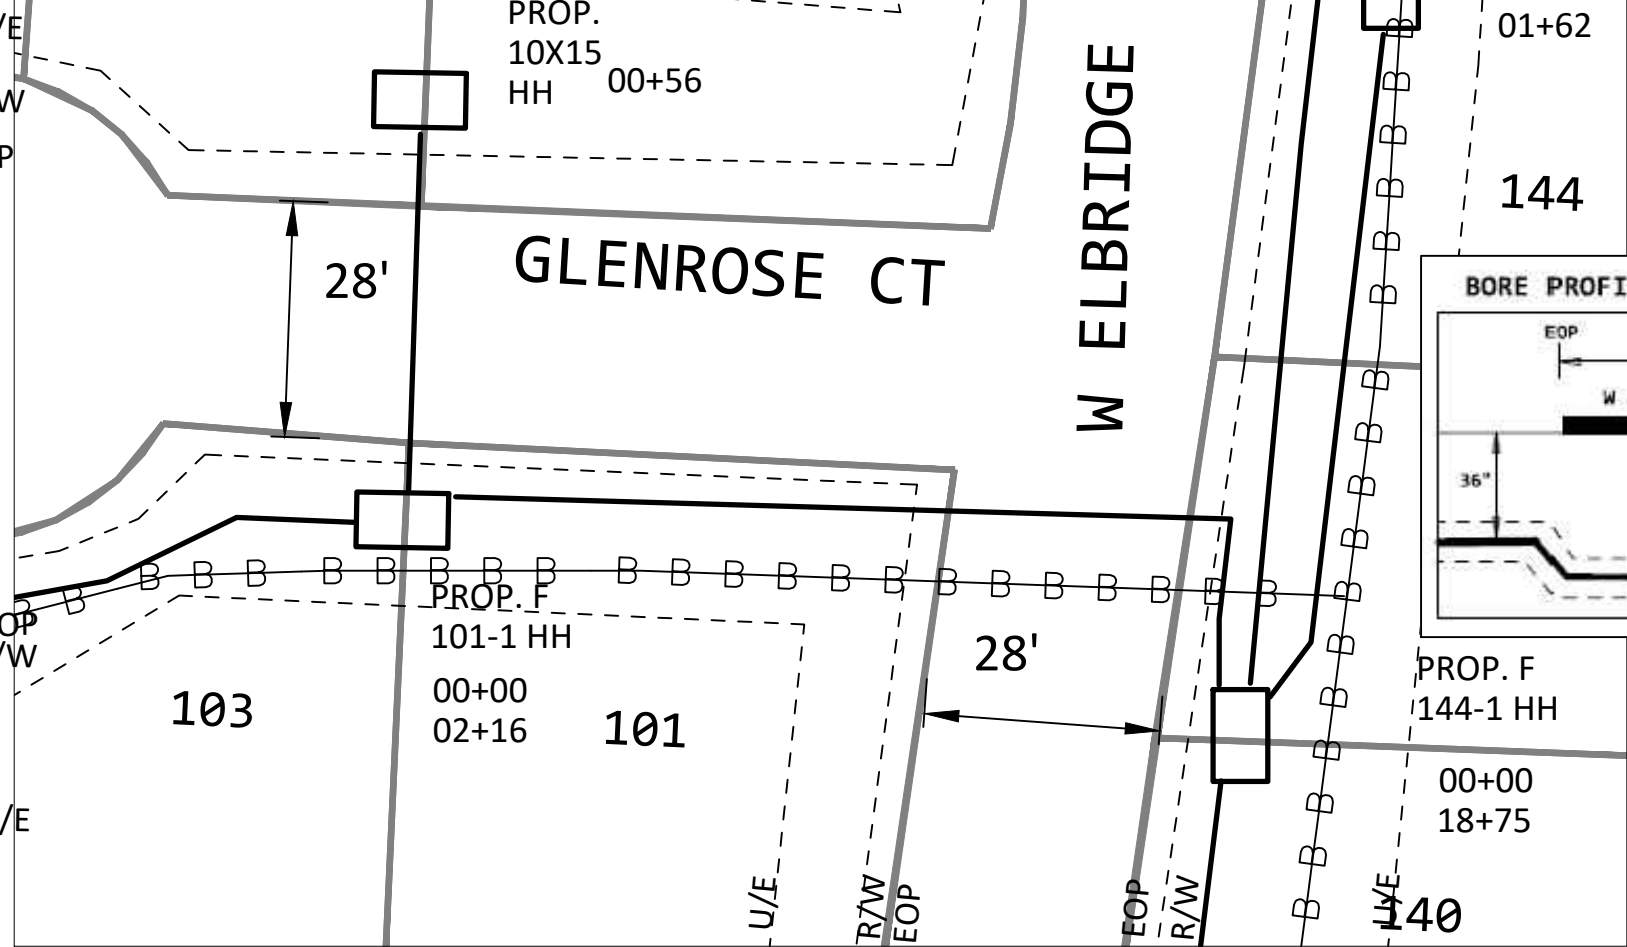 /E
W
P
PROP.
10X15
HH
00+56
W ELBRIDGE
01+62
144
28'
GLENROSE CT
BORE PROFI
EOP
W
36"
B B B B B B B B B B B B B B B B B B
B B B B B B B B B B B B B B B B B B B B B B B B
OP
/W
PROP. F
101-1 HH
00+00
02+16
103
101
28'
PROP. F
144-1 HH
00+00
18+75
/E
U/E
R/W
EOP
EOP
R/W
U/E
140